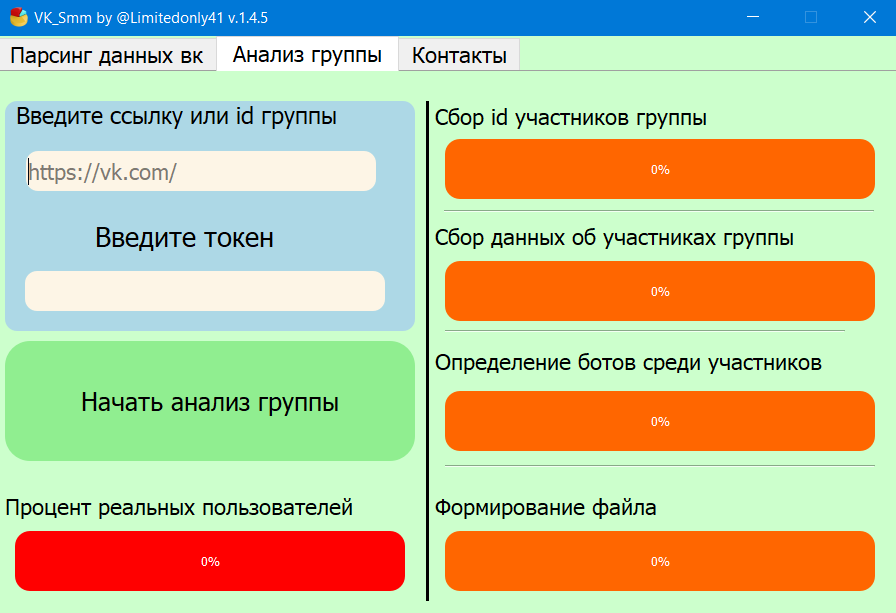 VK_Smm by @Limitedonly41 v.1.4.5
Парсинг данных вк
Анализ группы
Контакты
Введите ссылку или id группы
https://vk.com/
Введите токен
Начать анализ группы
Процент реальных пользователей
0%
Сбор id участников группы
0%
Сбор данных об участниках группы
0%
Определение ботов среди участников
0%
Формирование файла
0%